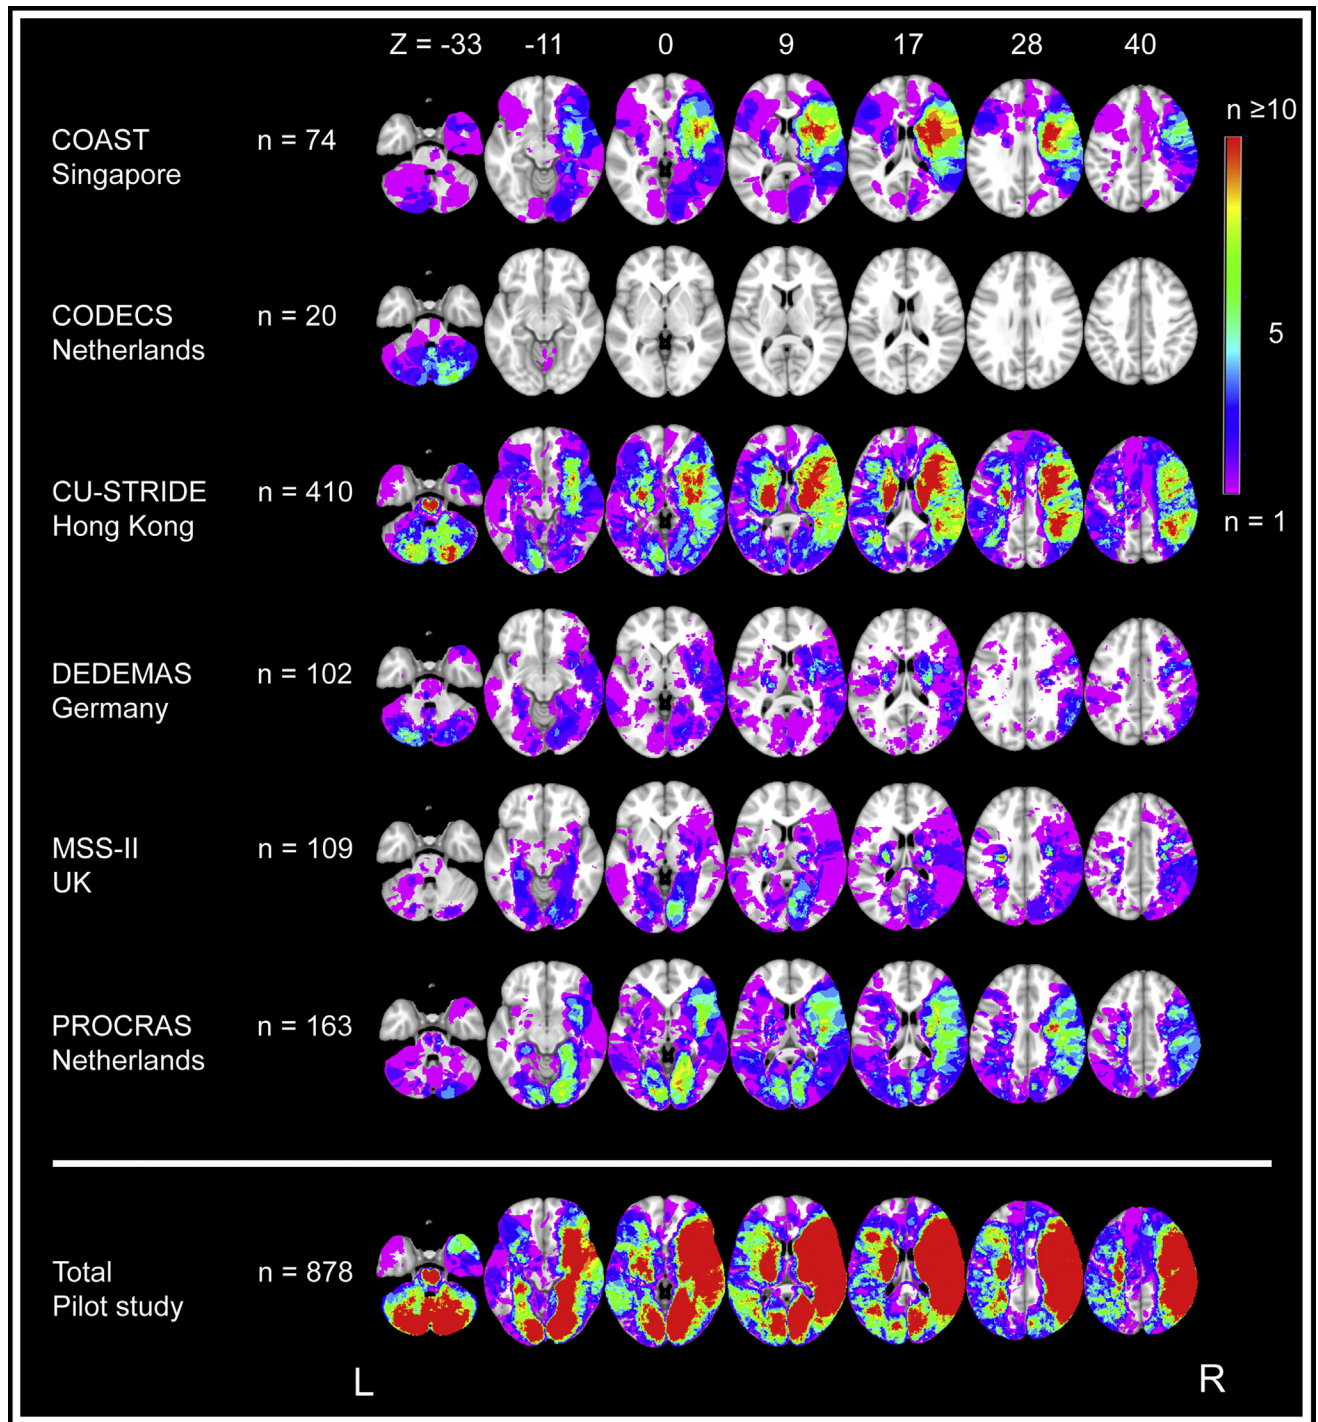 Z = -33 -11 0 9 17 28 40
n ≥10
COAST
Singapore
n = 74
CODECS
Netherlands
n = 20
5
CU-STRIDE
Hong Kong
n = 410
n = 1
DEDEMAS
Germany
n = 102
MSS-II
UK
n = 109
PROCRAS
Netherlands
n = 163
Total
Pilot study
n = 878
L R